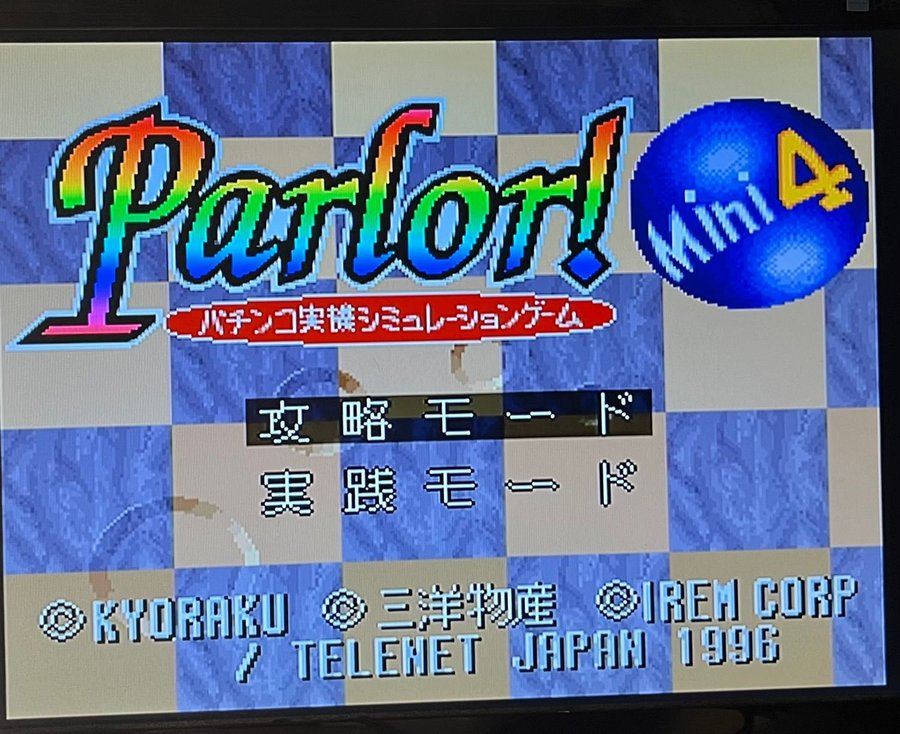 Parlor!
Mini 4
パチンコ実機シミュレーションゲーム
攻略モード
実践モード
©KYORAKU ©三洋物産 ©IREM CORP
/ TELENET JAPAN 1996